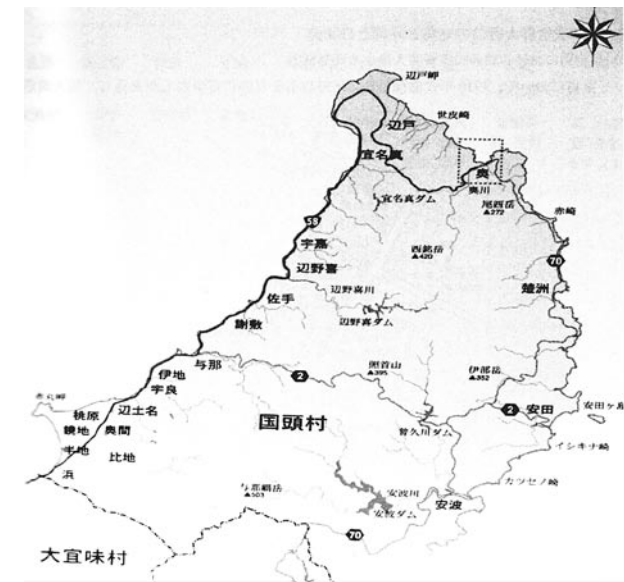 辺戸岬
世皮崎
辺戸
宜名真
奥
奥川
宜名真ダム
尾西岳
▲272
赤崎
58
西銘岳
▲420
宇嘉
70
辺野喜
楚洲
辺野喜川
佐手
辺野喜ダム
謝敷
与那
照首山
▲395
伊部岳
▲352
伊地
2
宇良
安田ヶ島
桃原
辺土名
国頭村
2
安田
鏡地
奥間
普久川ダム
半地
イシキナ崎
比地
浜
カツセノ崎
与那覇岳
▲503
安波川
安波
安波ダム
70
大宜味村